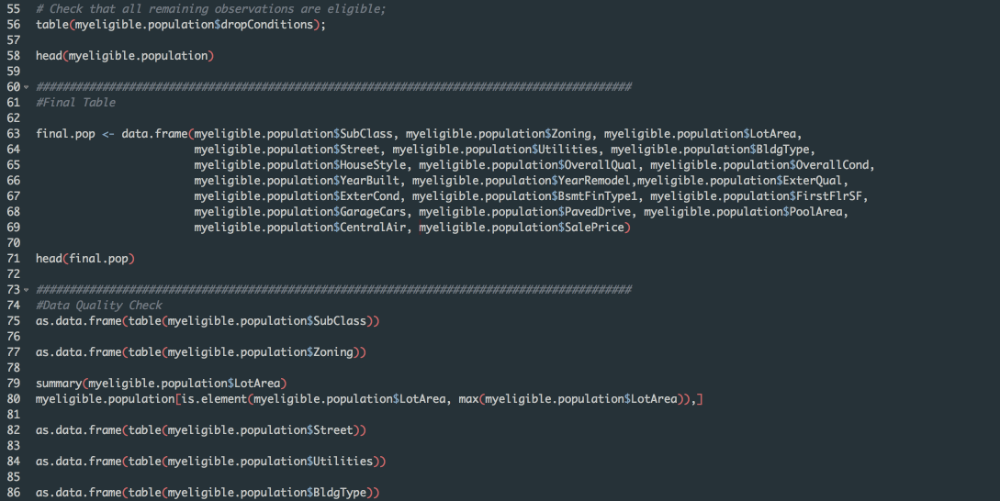 55 # Check that all remaining observations are eligible;
56 table(myeligible.population$dropConditions);
57
58 head(myeligible.population)
59
60 ##########################################################################################
61 #Final Table
62
63 final.pop <- data.frame(myeligible.population$SubClass, myeligible.population$Zoning, myeligible.population$LotArea,
64 myeligible.population$Street, myeligible.population$Utilities, myeligible.population$BldgType,
65 myeligible.population$HouseStyle, myeligible.population$OverallQual, myeligible.population$OverallCond,
66 myeligible.population$YearBuilt, myeligible.population$YearRemodel,myeligible.population$ExterQual,
67 myeligible.population$ExterCond, myeligible.population$BsmtFinType1, myeligible.population$FirstFlrSF,
68 myeligible.population$GarageCars, myeligible.population$PavedDrive, myeligible.population$PoolArea,
69 myeligible.population$CentralAir, myeligible.population$SalePrice)
70
71 head(final.pop)
72
73 ##########################################################################################
74 #Data Quality Check
75 as.data.frame(table(myeligible.population$SubClass))
76
77 as.data.frame(table(myeligible.population$Zoning))
78
79 summary(myeligible.population$LotArea)
80 myeligible.population[is.element(myeligible.population$LotArea, max(myeligible.population$LotArea)),]
81
82 as.data.frame(table(myeligible.population$Street))
83
84 as.data.frame(table(myeligible.population$Utilities))
85
86 as.data.frame(table(myeligible.population$BldgType))